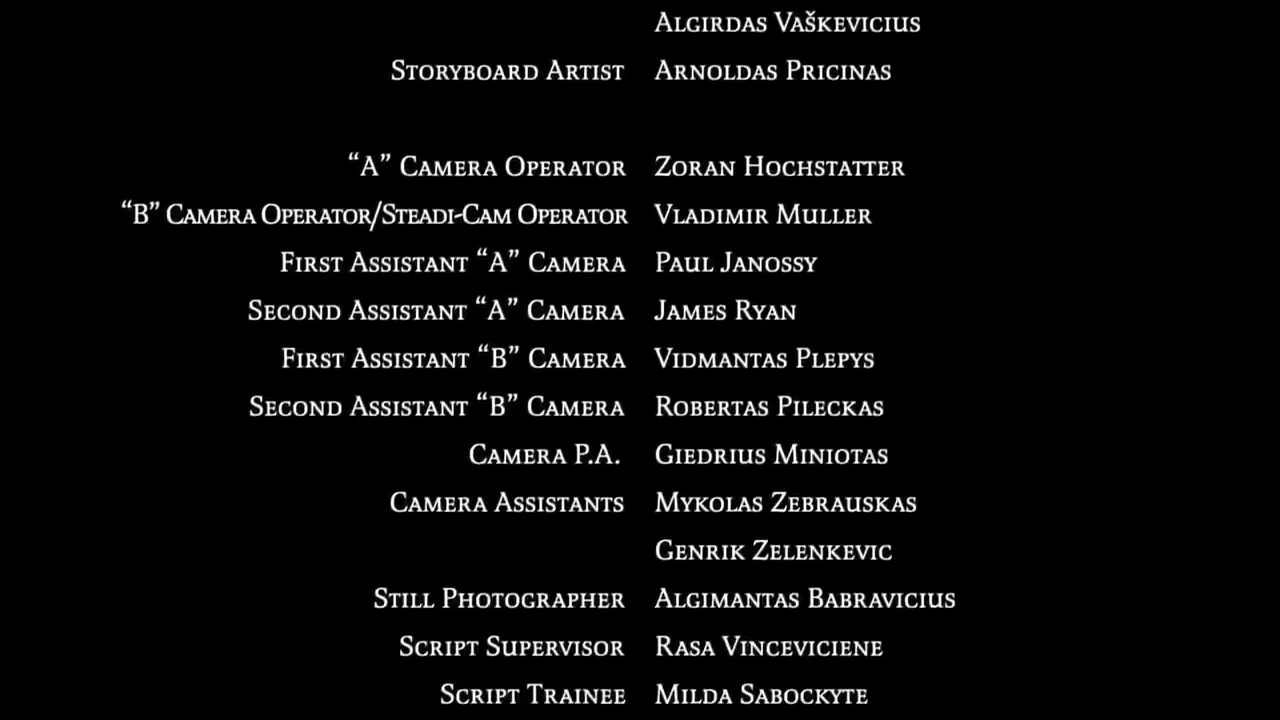 Algirdas Vaškevicius
Storyboard Artist Arnoldas Pricinas
“A” Camera Operator Zoran Hochstatter
“B” Camera Operator/Steadi-Cam Operator Vladimir Muller
First Assistant “A” Camera Paul Janossy
Second Assistant “A” Camera James Ryan
First Assistant “B” Camera Vidmantas Plepys
Second Assistant “B” Camera Robertas Pileckas
Camera P.A. Giedrius Miniotas
Camera Assistants Mykolas Zebrauskas
Genrik Zelenkevic
Still Photographer Algimantas Babravicius
Script Supervisor Rasa Vinceviciene
Script Trainee Milda Sabockyte